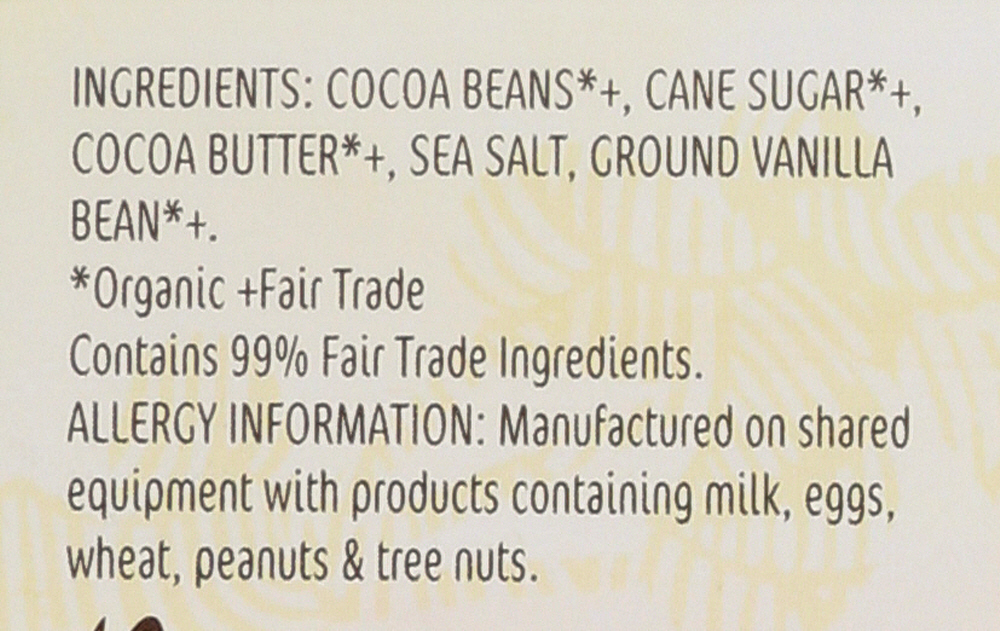 INGREDIENTS: COCOA BEANS*+, CANE SUGAR*+,
COCOA BUTTER*+, SEA SALT, GROUND VANILLA
BEAN*+.
*Organic +Fair Trade
Contains 99% Fair Trade Ingredients.
ALLERGY INFORMATION: Manufactured on shared
equipment with products containing milk, eggs,
wheat, peanuts & tree nuts.